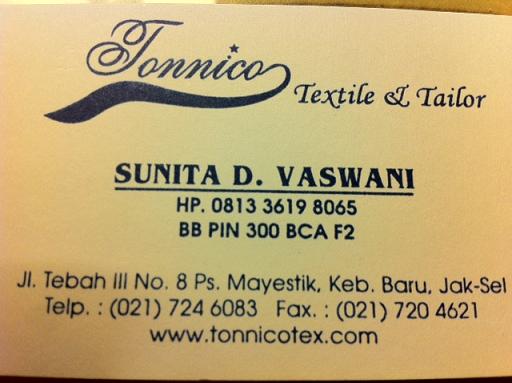 Tonnico
Textile & Tailor
SUNITA D. VASWANI
HP. 0813 3619 8065
BB PIN 300 BCA F2
Jl. Tebah III No. 8 Ps. Mayestik, Keb. Baru, Jak-Sel
Telp. : (021) 724 6083 Fax. : (021) 720 4621
www.tonnicotex.com